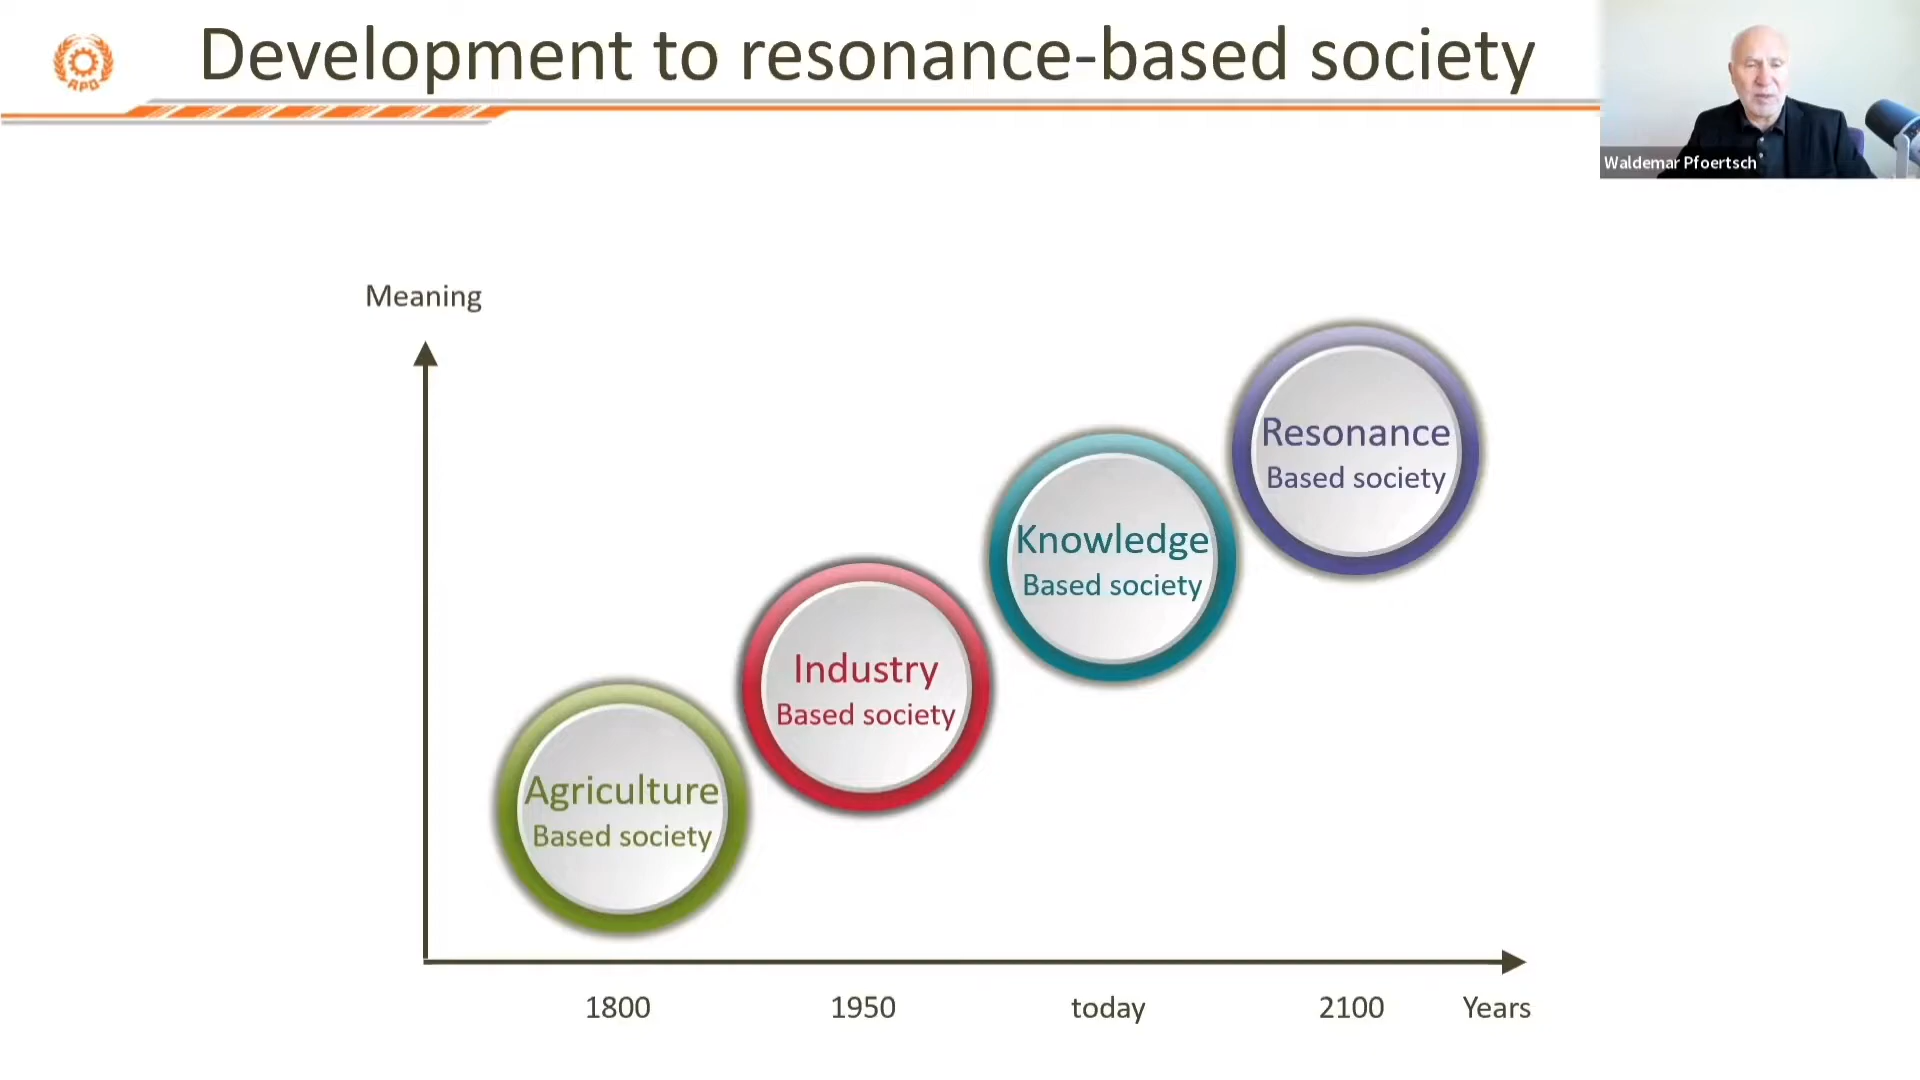 Development to resonance-based society
APO
Waldemar Pfoertsch
Meaning
Resonance
Based society
Knowledge
Based society
Industry
Based society
Agriculture
Based society
1800 1950 today 2100 Years